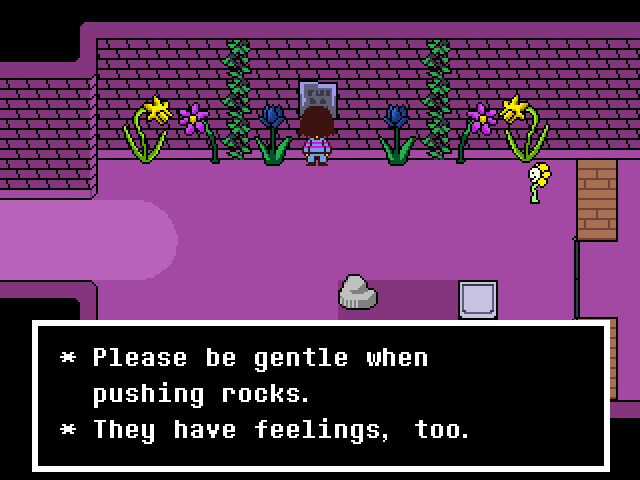 * Please be gentle when
pushing rocks.
* They have feelings, too.